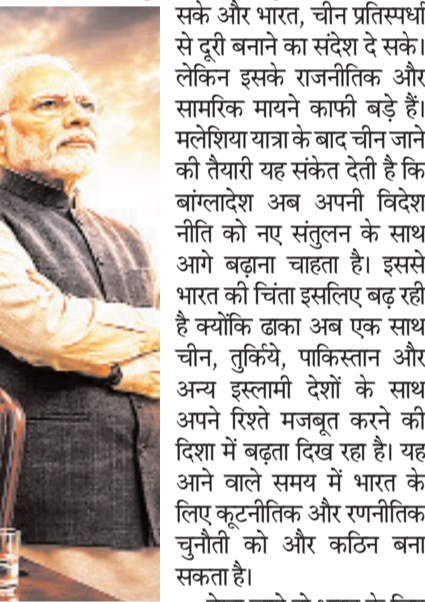 सके और भारत, चीन प्रतिस्पर्धा
से दूरी बनाने का संदेश दे सके।
लेकिन इसके राजनीतिक और
सामरिक मायने काफी बड़े हैं।
मलेशिया यात्रा के बाद चीन जाने
की तैयारी यह संकेत देती है कि
बांग्लादेश अब अपनी विदेश
नीति को नए संतुलन के साथ
आगे बढ़ाना चाहता है। इससे
भारत की चिंता इसलिए बढ़ रही
है क्योंकि ढाका अब एक साथ
चीन, तुर्किये, पाकिस्तान और
अन्य इस्लामी देशों के साथ
अपने रिश्ते मजबूत करने की
दिशा में बढ़ता दिख रहा है। यह
आने वाले समय में भारत के
लिए कूटनीतिक और रणनीतिक
चुनौती को और कठिन बना
सकता है।